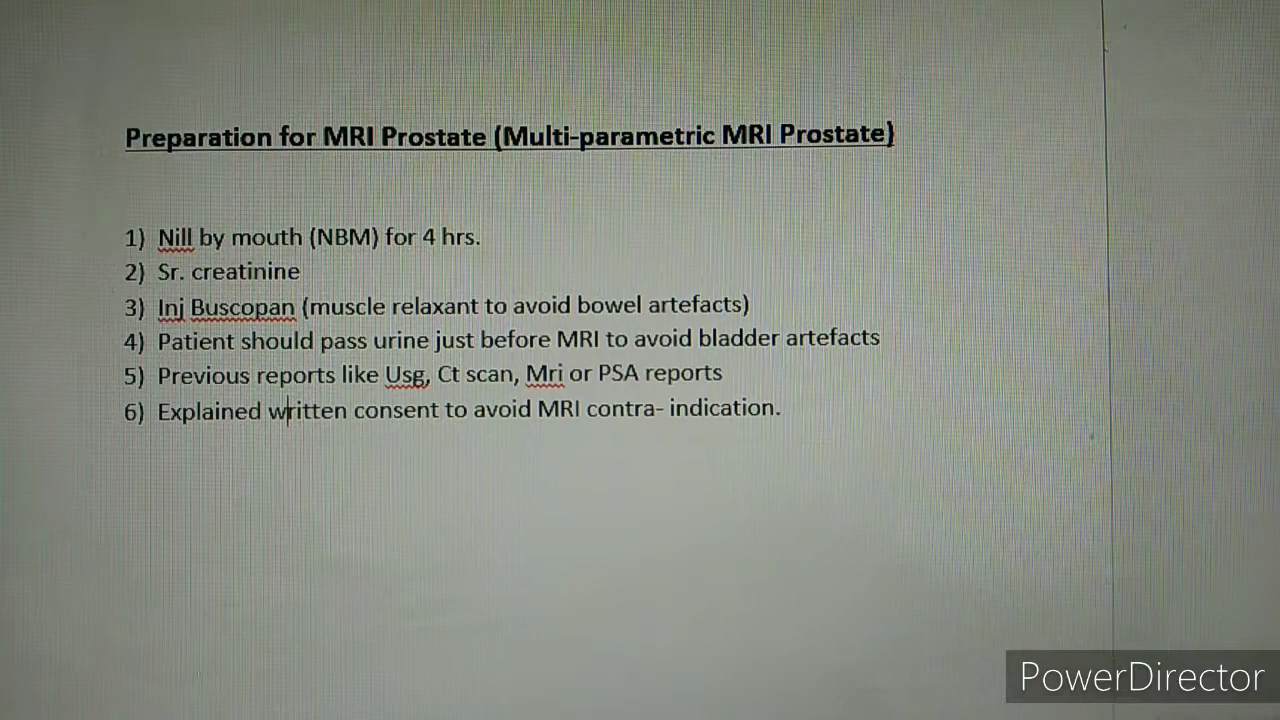 Preparation for MRI Prostate (Multi-parametric MRI Prostate)
1) Nill by mouth (NBM) for 4 hrs.
2) Sr. creatinine
3) Inj Buscopan (muscle relaxant to avoid bowel artefacts)
4) Patient should pass urine just before MRI to avoid bladder artefacts
5) Previous reports like Usg, Ct scan, Mri or PSA reports
6) Explained written consent to avoid MRI contra- indication.
PowerDirector